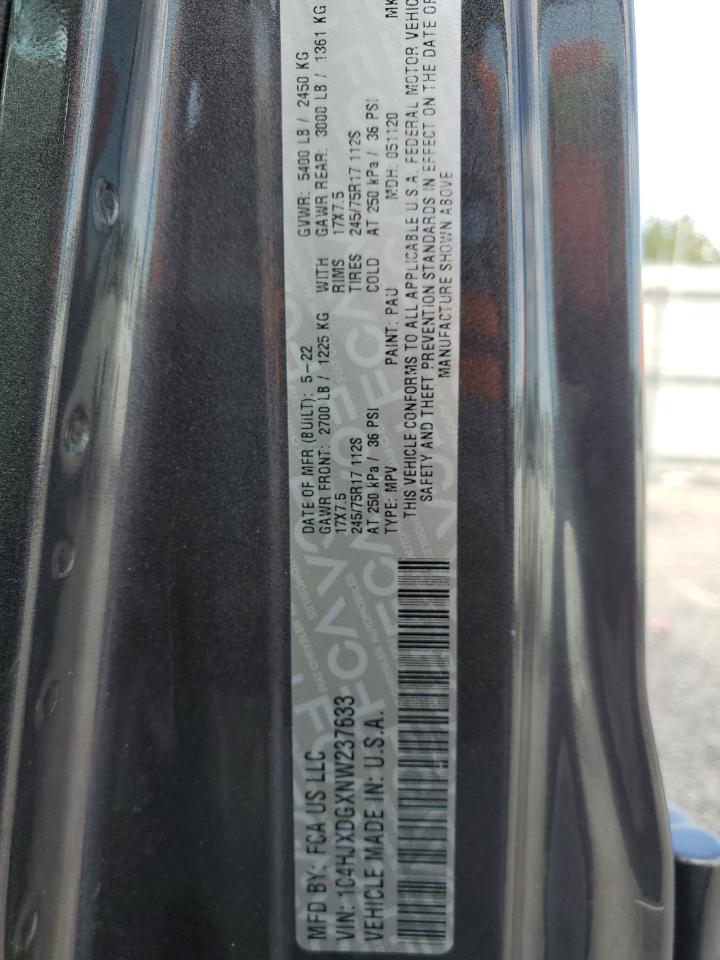 MFD BY: FCA US LLC
DATE OF MFR (BUILT): 5-22
GVWR: 5400 LB / 2450 KG
VIN: 1C4HJXDGXNW237633
GAWR FRONT: 2700 LB / 1225 KG WITH
GAWR REAR: 3000 LB / 1361 KG
17X7.5 RIMS 17X7.5
VEHICLE MADE IN: U.S.A.
245/75R17 112S TIRES 245/75R17 112S
AT 250 kPa / 36 PSI COLD AT 250 kPa / 36 PSI
TYPE: MPV PAINT: PAU MDH: 051120
THIS VEHICLE CONFORMS TO ALL APPLICABLE U.S.A. FEDERAL MOTOR
SAFETY AND THEFT PREVENTION STANDARDS IN EFFECT ON THE DATE OF
MANUFACTURE SHOWN ABOVE